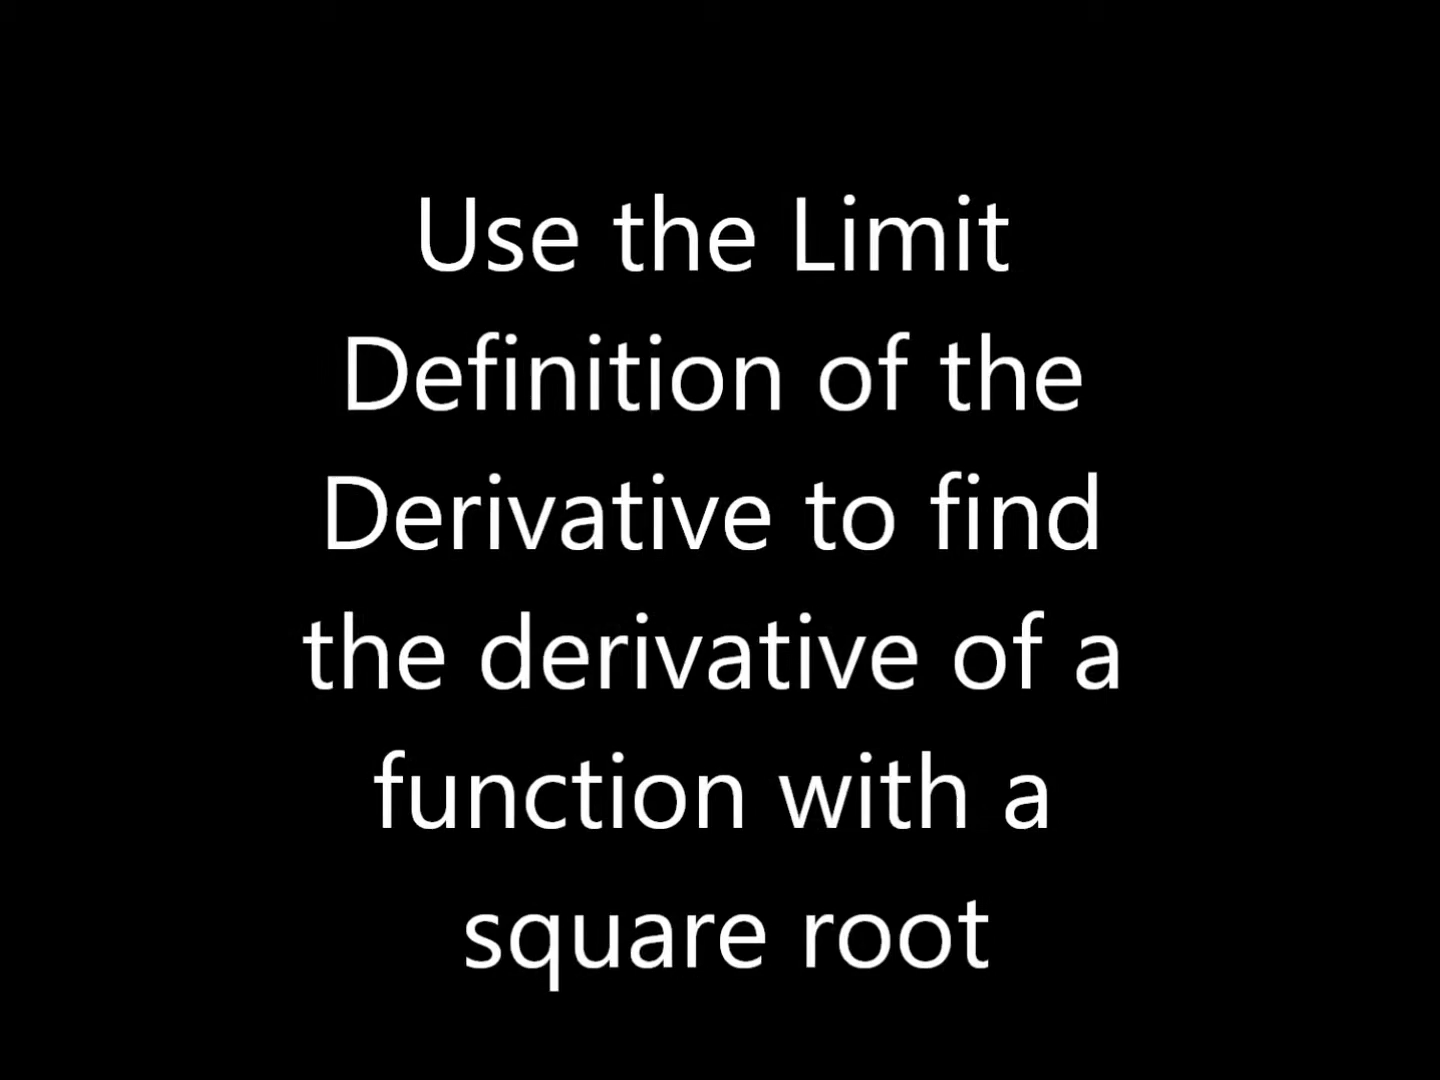 Use the Limit
Definition of the
Derivative to find
the derivative of a
function with a
square root